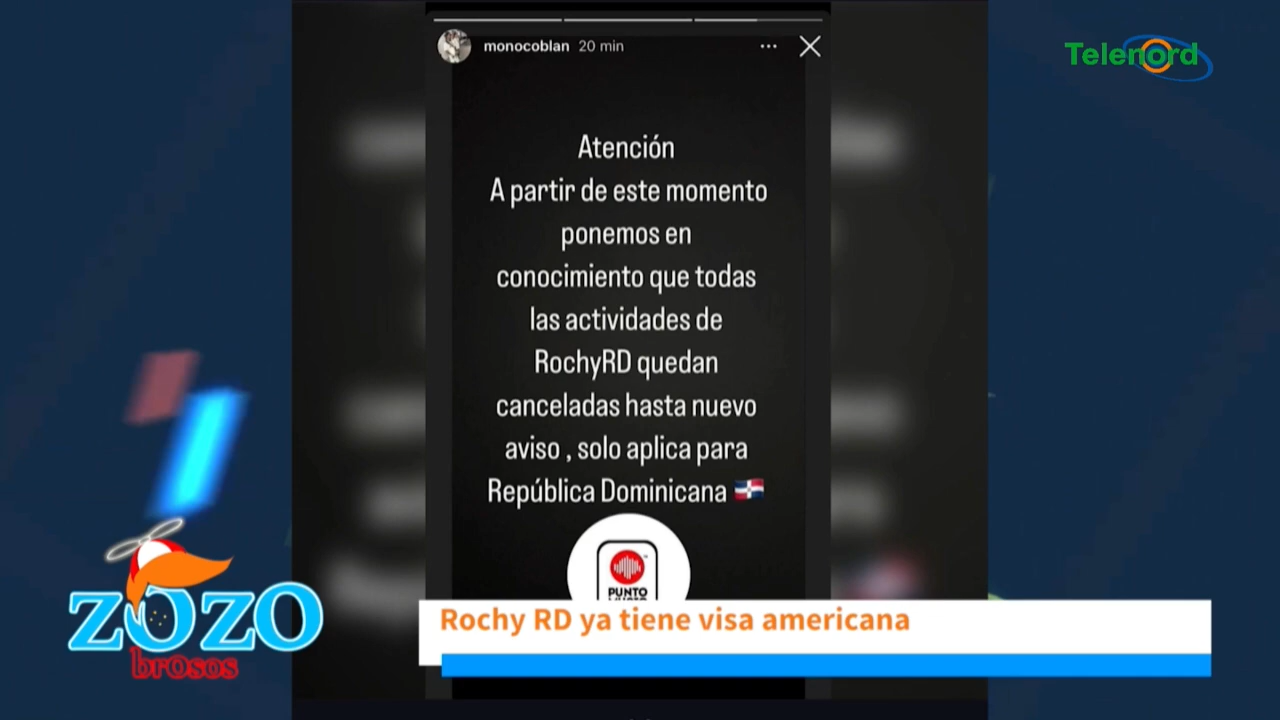 monocoblan 20 min
Telenord
Atención
A partir de este momento
ponemos en
conocimiento que todas
las actividades de
RochyRD quedan
canceladas hasta nuevo
aviso , solo aplica para
República Dominicana 🇩🇴
PUNTO
Rochy RD ya tiene visa americana
ZOZO
brosos